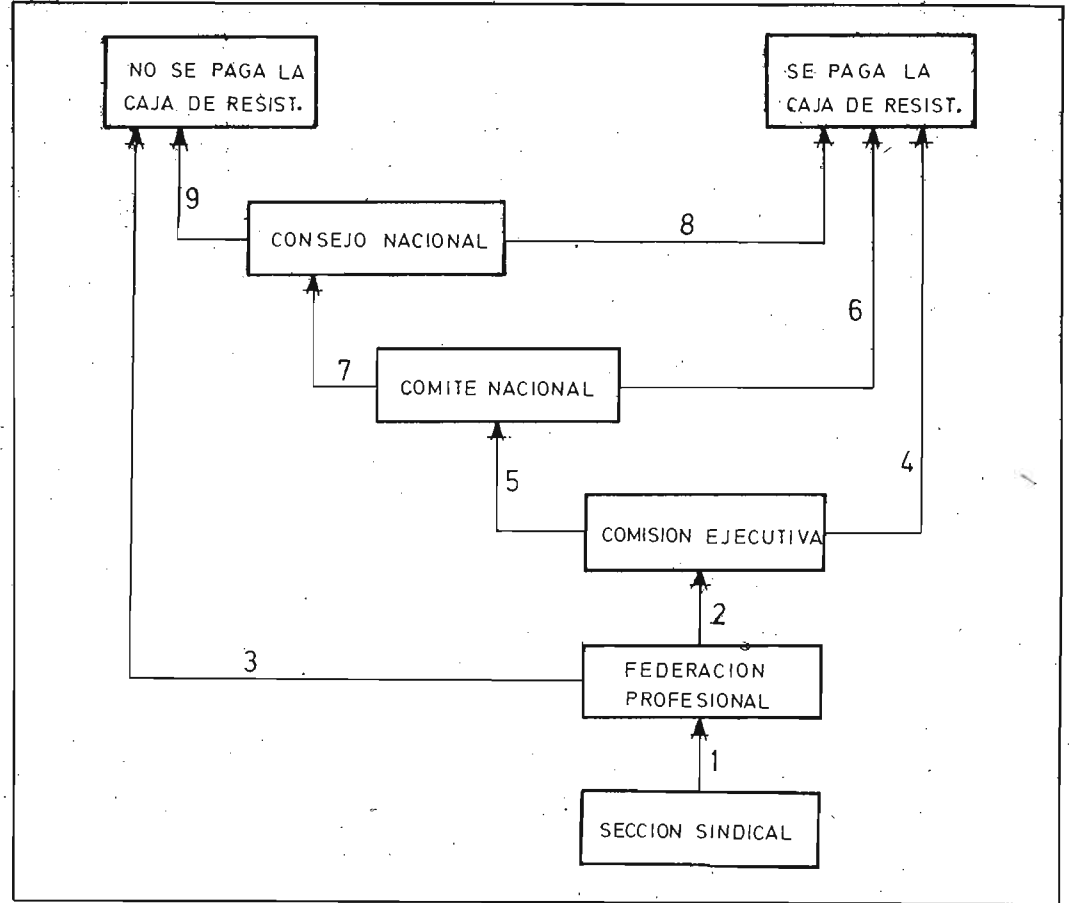 NO SE PAGA LA
CAJA DE RESIST.
SE PAGA LA
CAJA DE RESIST.
9
CONSEJO NACIONAL
8
6
7
COMITE NACIONAL
4
5
COMISION EJECUTIVA
2
3
FEDERACION
PROFESIONAL
1
SECCION SINDICAL